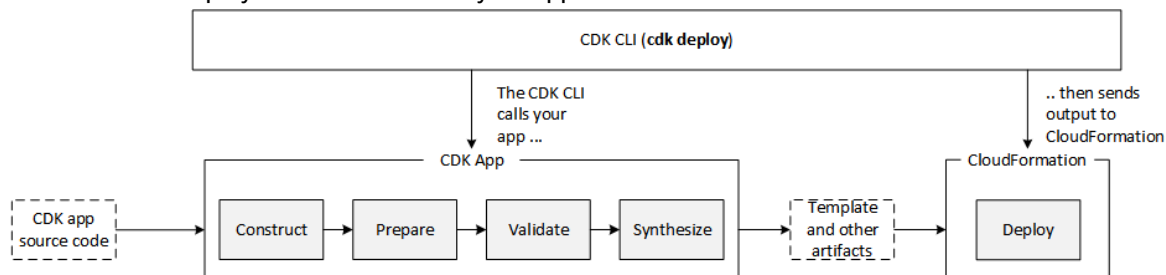 CDK CLI (cdk deploy)
The CDK CLI
calls your
app ...
.. then sends
output to
CloudFormation
CDK App
CloudFormation
CDK app
source code
Construct
Prepare
Validate
Synthesize
Template
and other
artifacts
Deploy